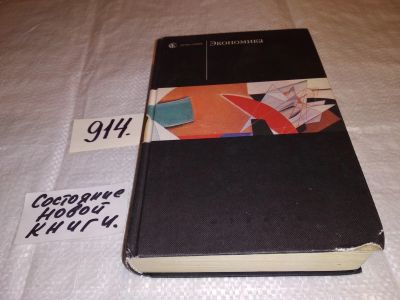 Экономика
914.
Состояние
новой
книги.